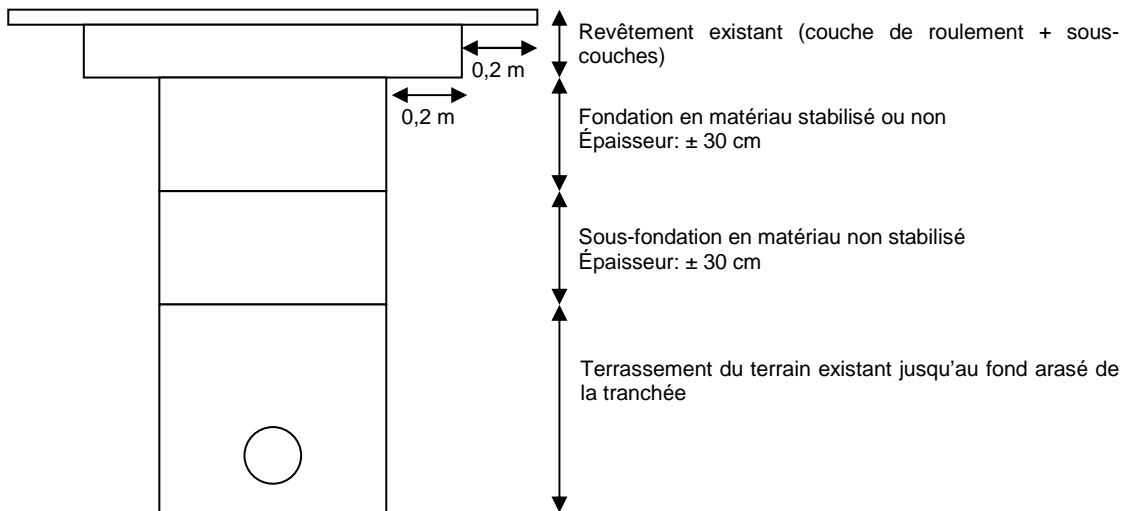 Revêtement existant (couche de roulement + sous-
couches)
0,2 m
0,2 m
Fondation en matériau stabilisé ou non
Épaisseur: ± 30 cm
Sous-fondation en matériau non stabilisé
Épaisseur: ± 30 cm
Terrassement du terrain existant jusqu'au fond arasé de
la tranchée